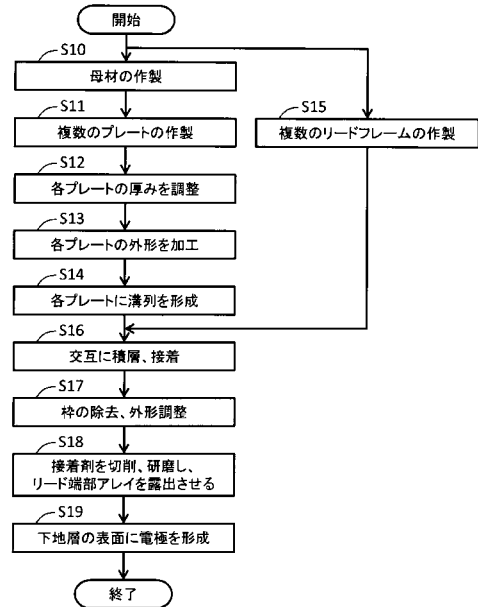 開始
S10
母材の作製
S11
複数のプレートの作製
S12
各プレートの厚みを調整
S13
各プレートの外形を加工
S14
各プレートに溝列を形成
S15
複数のリードフレームの作製
S16
交互に積層、接着
S17
枠の除去、外形調整
S18
接着剤を切削、研磨し、
リード端部アレイを露出させる
S19
下地層の表面に電極を形成
終了